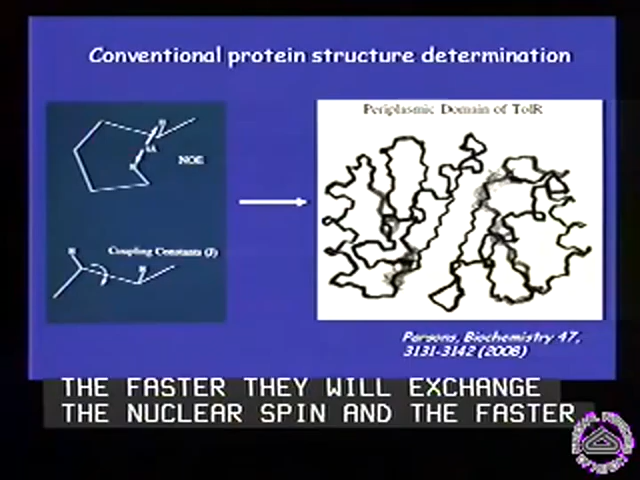 Conventional protein structure determination
Periplasmic Domain of TolR
NOE
Coupling Constants (J)
Parsons, Biochemistry 47,
3131-3142 (2008)
THE FASTER THEY WILL EXCHANGE
THE NUCLEAR SPIN AND THE FASTER